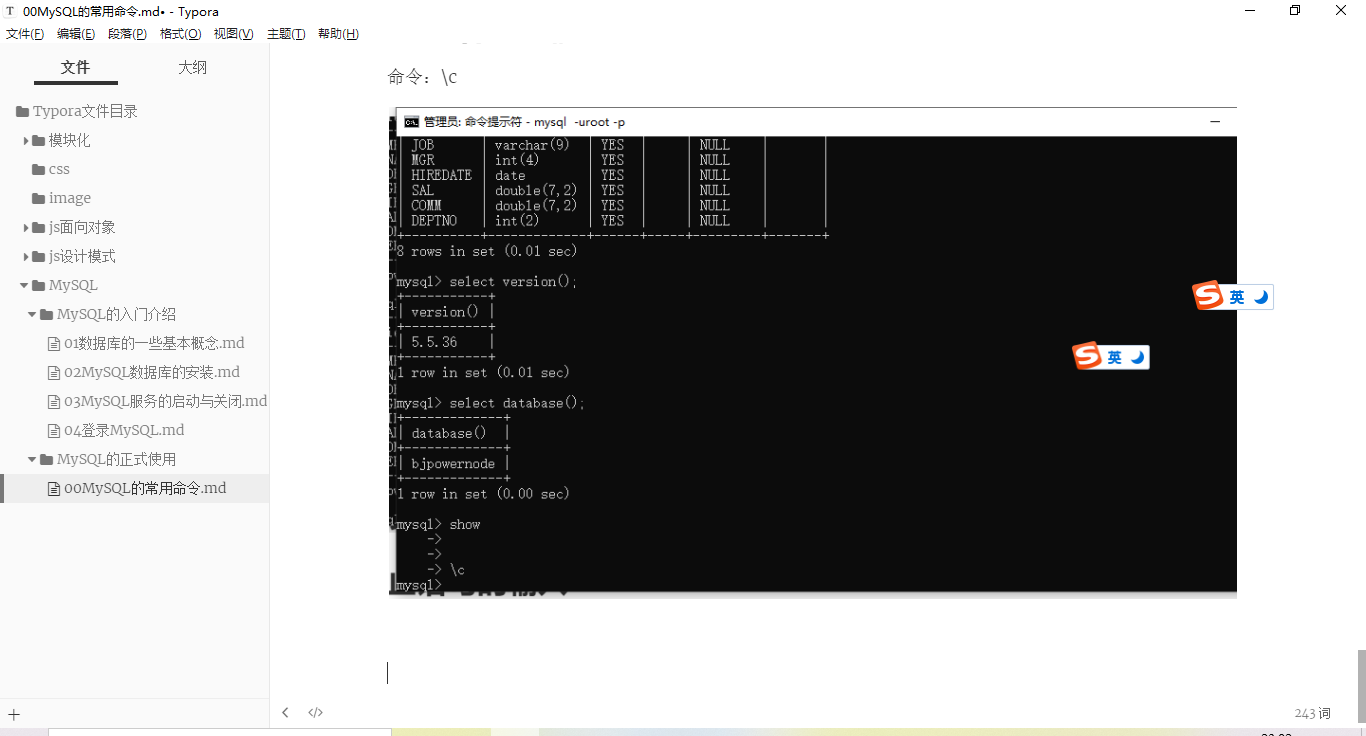 T 00MySQL的常用命令.md• - Typora
文件(F) 编辑(E) 段落(P) 格式(O) 视图(V) 主题(T) 帮助(H)
文件 大纲
Typora文件目录
模块化
css
image
js面向对象
js设计模式
MySQL
MySQL的入门介绍
01数据库的一些基本概念.md
02MySQL数据库的安装.md
03MySQL服务的启动与关闭.md
04登录MySQL.md
MySQL的正式使用
00MySQL的常用命令.md
命令：\c
管理员: 命令提示符 - mysql -uroot -p
| JOB | varchar(9) | YES | | NULL | |
| MGR | int(4) | YES | | NULL | |
| HIREDATE | date | YES | | NULL | |
| SAL | double(7,2) | YES | | NULL | |
| COMM | double(7,2) | YES | | NULL | |
| DEPTNO | int(2) | YES | | NULL | |
+----------+-------------+------+-----+---------+-------+
8 rows in set (0.01 sec)
mysql> select version();
+-----------+
| version() |
+-----------+
| 5.5.36 |
+-----------+
1 row in set (0.01 sec)
mysql> select database();
+-------------+
| database() |
+-------------+
| bjpowernode |
+-------------+
1 row in set (0.00 sec)
mysql> show
->
->
-> \c
mysql>
S 英
S 英
243 词